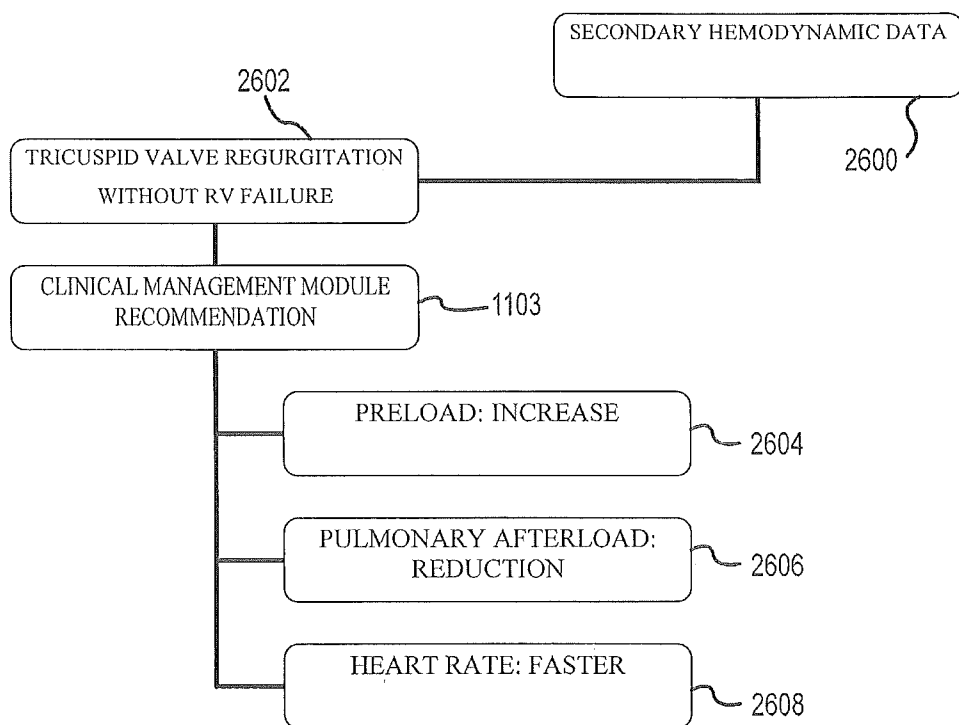 SECONDARY HEMODYNAMIC DATA
2600
2602
TRICUSPID VALVE REGURGITATION
WITHOUT RV FAILURE
CLINICAL MANAGEMENT MODULE
RECOMMENDATION
1103
PRELOAD: INCREASE
2604
PULMONARY AFTERLOAD:
REDUCTION
2606
HEART RATE: FASTER
2608